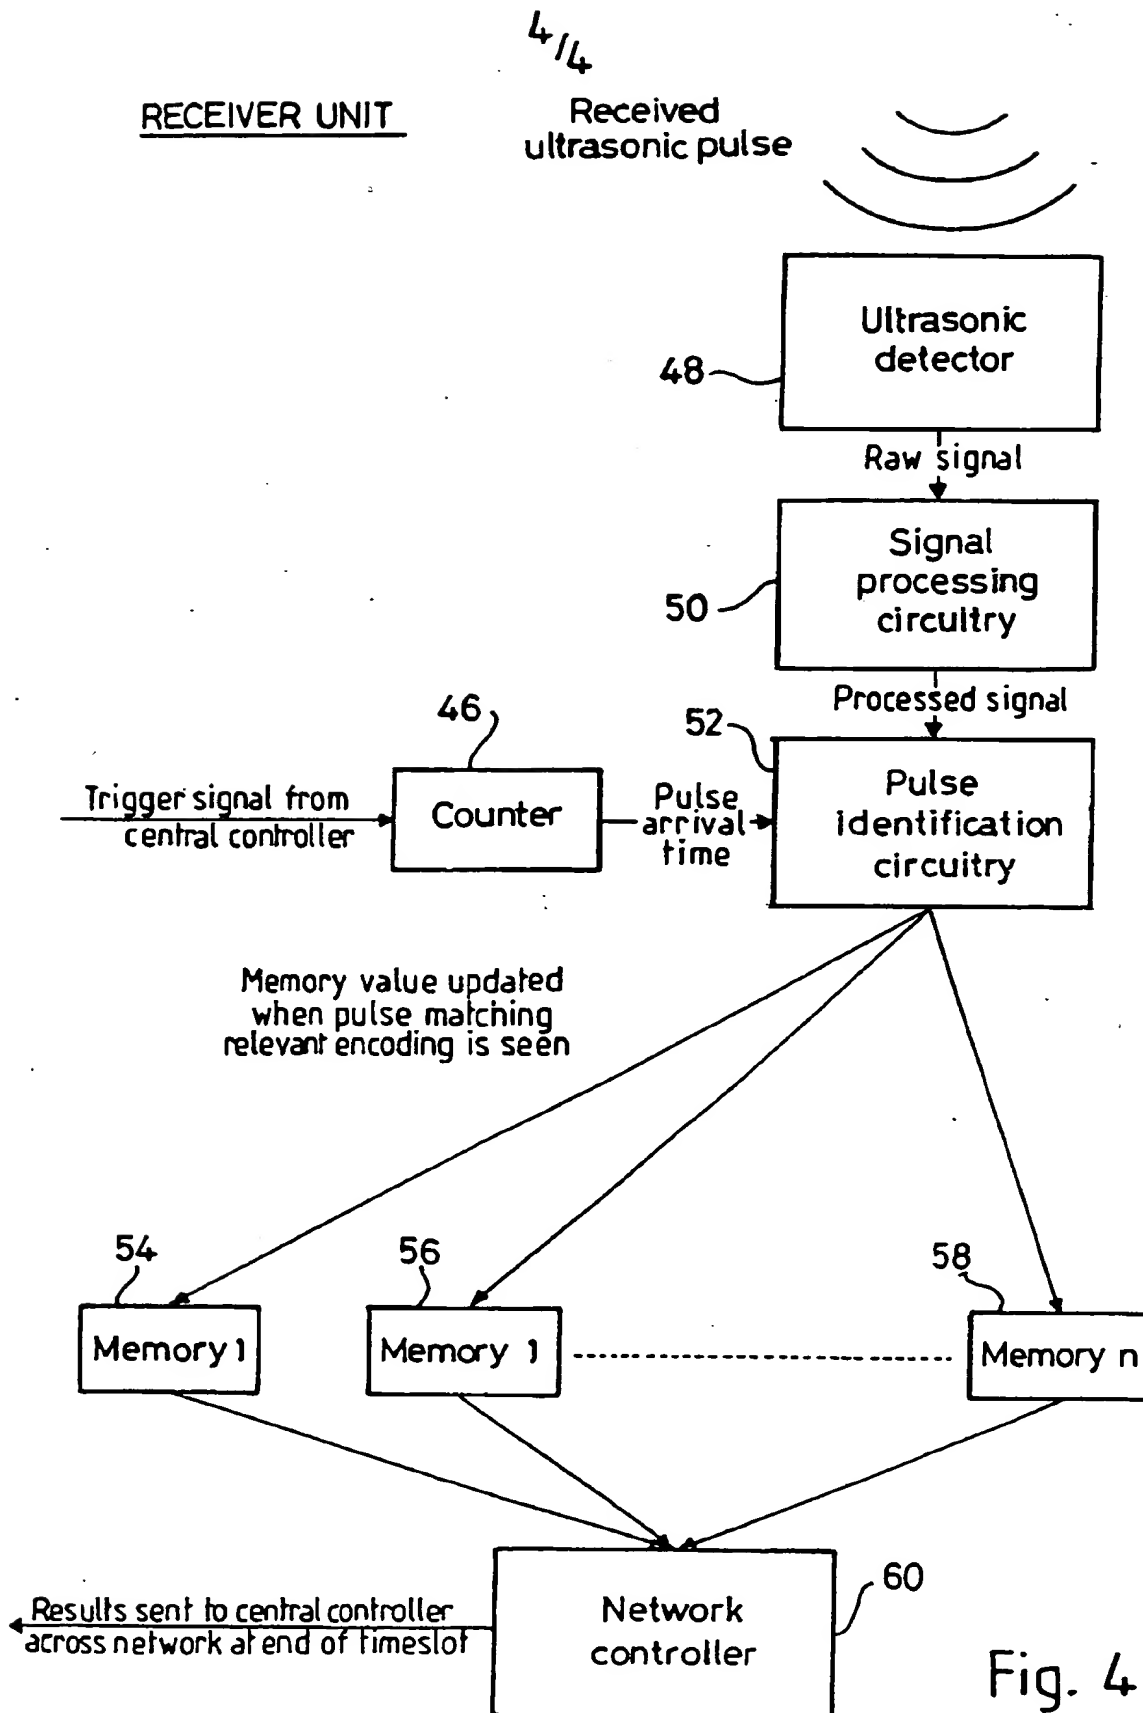 4/4
RECEIVER UNIT
Received
ultrasonic pulse
Ultrasonic
detector
48
Raw signal
Signal
processing
circuitry
50
Processed signal
46
52
Trigger signal from
central controller
Counter
Pulse
arrival
time
Pulse
identification
circuitry
Memory value updated
when pulse matching
relevant encoding is seen
54
56
58
Memory 1
Memory 1
Memory n
60
Results sent to central controller
across network at end of timeslot
Network
controller
Fig. 4